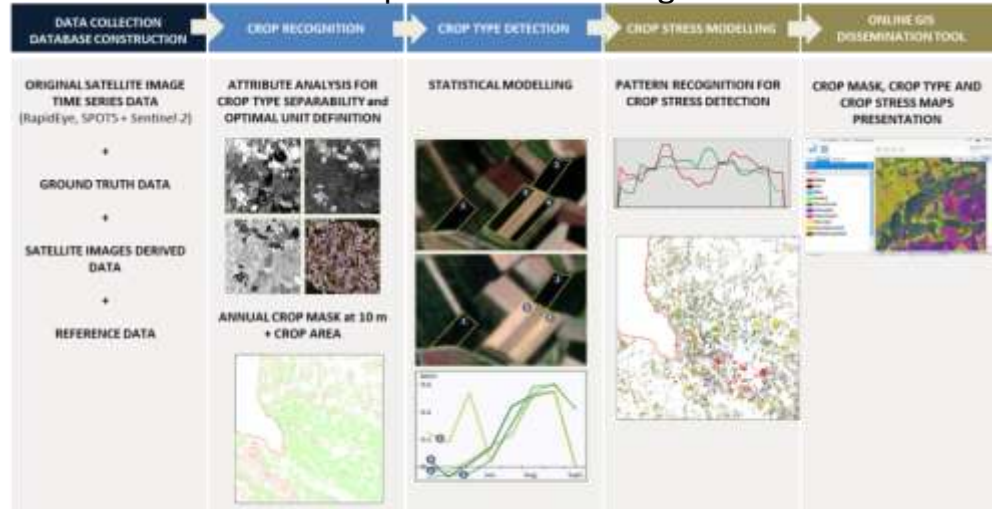 DATA COLLECTION
DATABASE CONSTRUCTION
CROP RECOGNITION
CROP TYPE DETECTION
CROP STRESS MODELLING
ONLINE GIS
DISSEMINATION TOOL
ORIGINAL SATELLITE IMAGE
TIME SERIES DATA
(RapidEye, SPOT5 + Sentinel-2)
+
GROUND TRUTH DATA
+
SATELLITE IMAGES DERIVED
DATA
+
REFERENCE DATA
ATTRIBUTE ANALYSIS FOR
CROP TYPE SEPARABILITY and
OPTIMAL UNIT DEFINITION
ANNUAL CROP MASK at 10 m
+ CROP AREA
STATISTICAL MODELLING
PATTERN RECOGNITION FOR
CROP STRESS DETECTION
CROP MASK, CROP TYPE AND
CROP STRESS MAPS
PRESENTATION